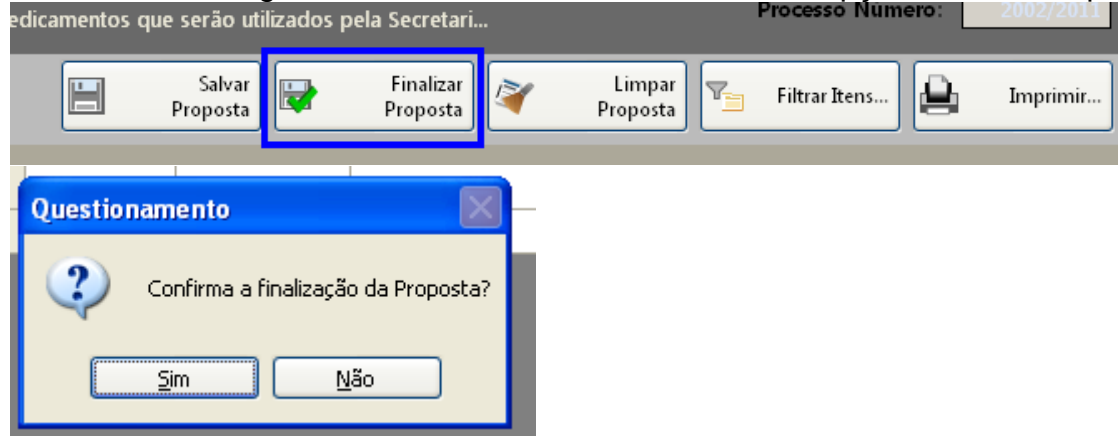 edicamentos que serão utilizados pela Secretari...
Processo Número: 2002/2011
Salvar
Proposta
Finalizar
Proposta
Limpar
Proposta
Filtrar Itens...
Imprimir...
Questionamento
Confirma a finalização da Proposta?
Sim
Não